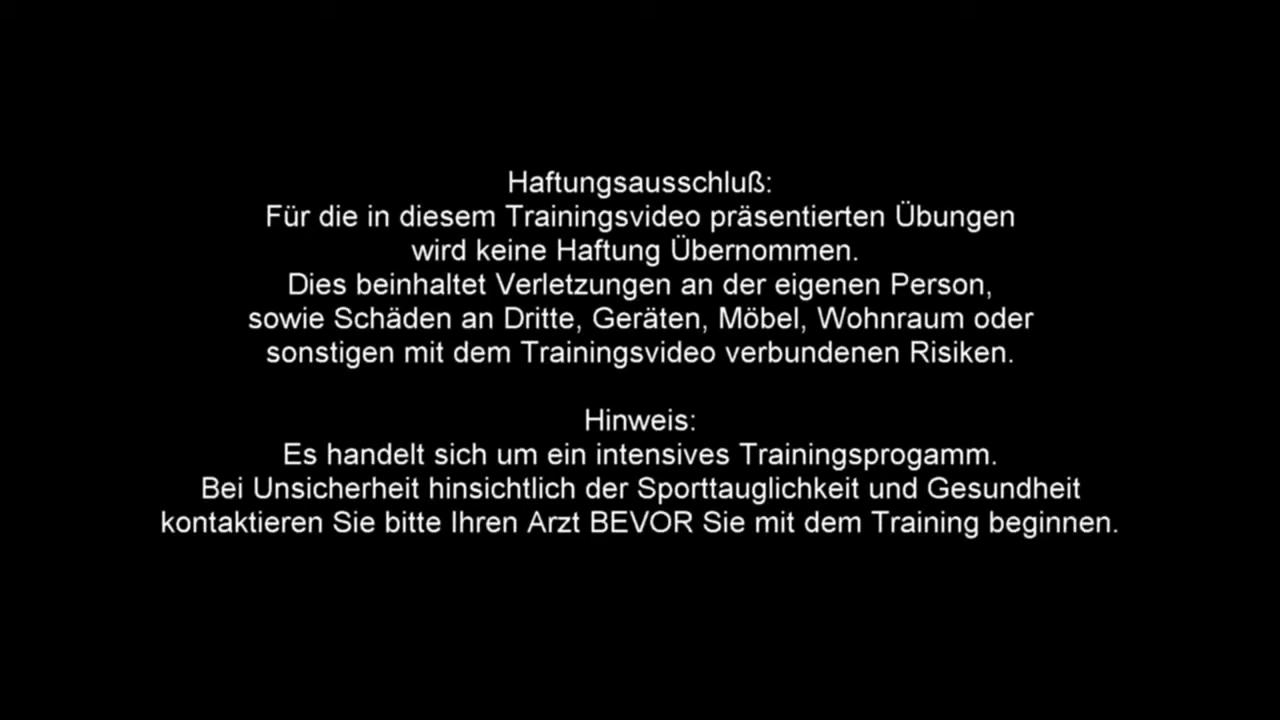 Haftungsausschluß:
Für die in diesem Trainingsvideo präsentierten Übungen
wird keine Haftung Übernommen.
Dies beinhaltet Verletzungen an der eigenen Person,
sowie Schäden an Dritte, Geräten, Möbel, Wohnraum oder
sonstigen mit dem Trainingsvideo verbundenen Risiken.
Hinweis:
Es handelt sich um ein intensives Trainingsprogamm.
Bei Unsicherheit hinsichtlich der Sporttauglichkeit und Gesundheit
kontaktieren Sie bitte Ihren Arzt BEVOR Sie mit dem Training beginnen.